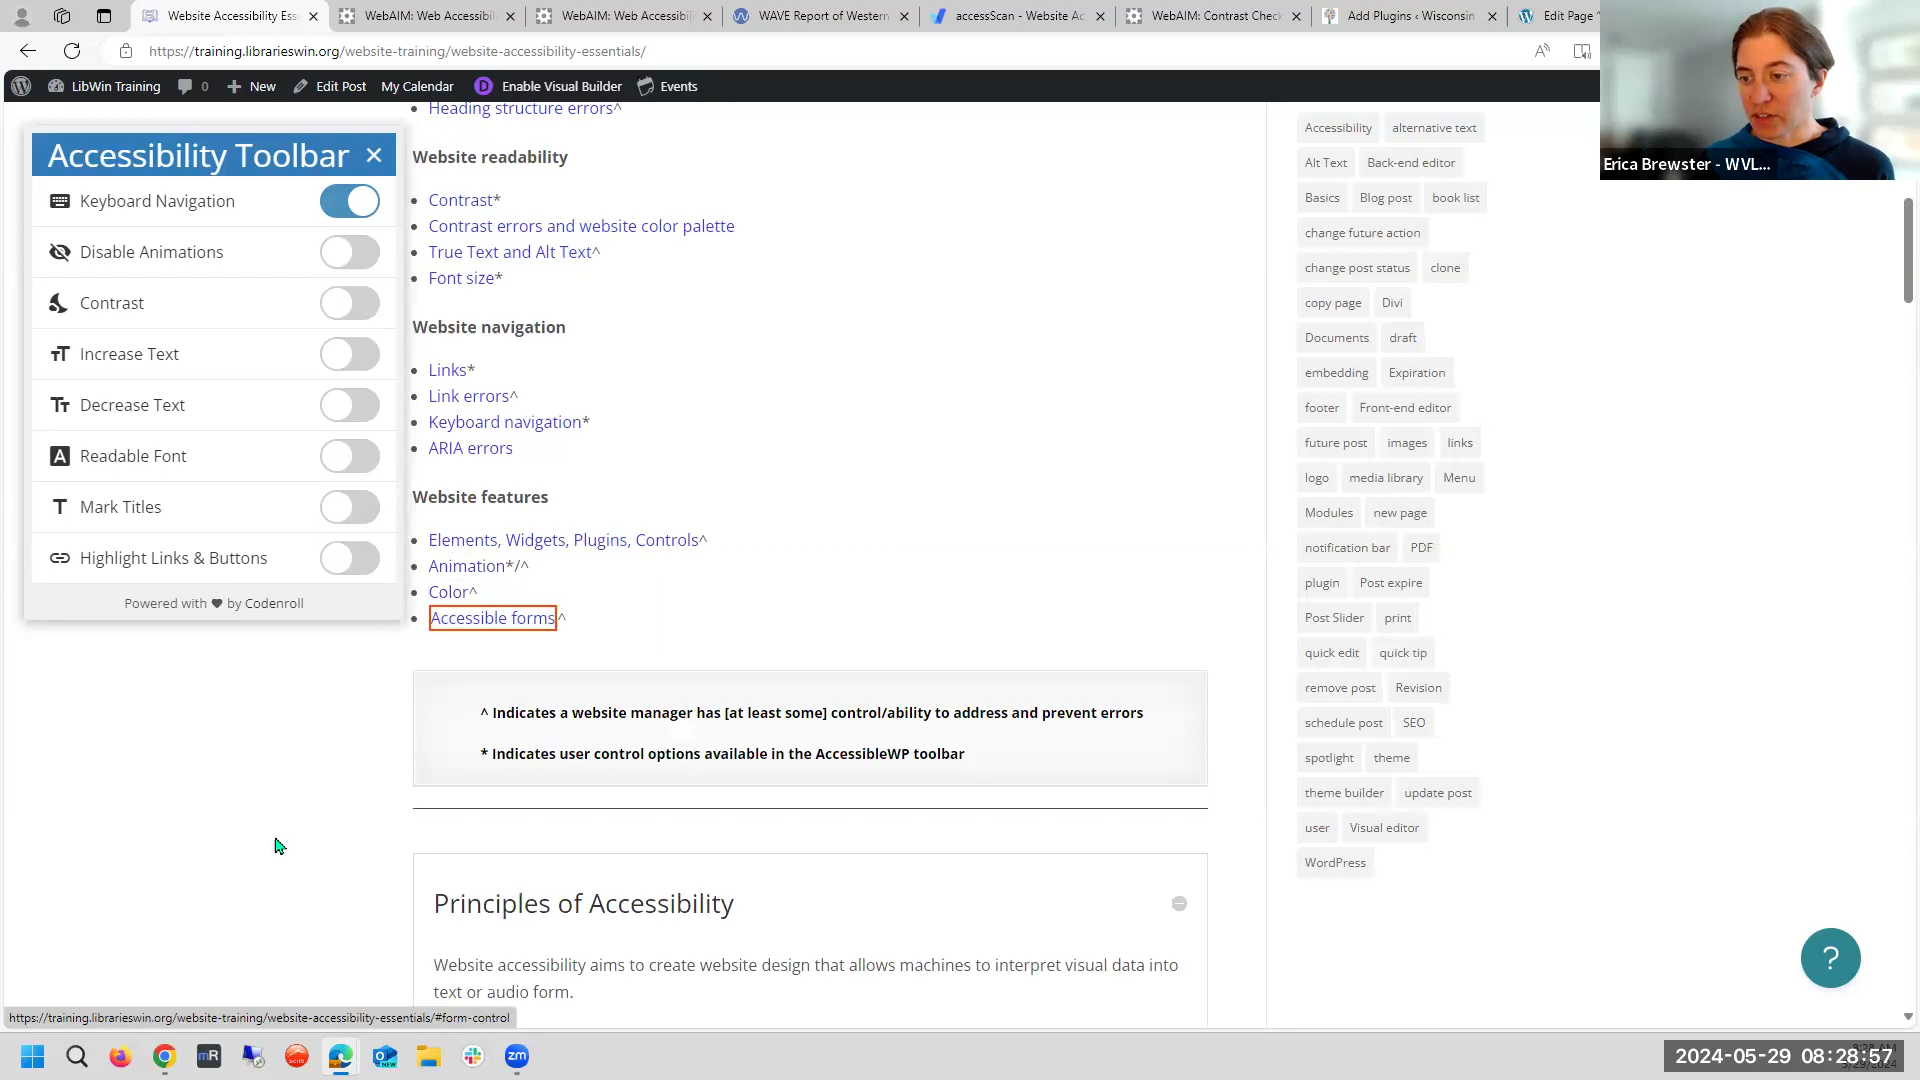 Website Accessibility Ess
WebAIM: Web Accessibil
WebAIM: Web Accessibil
WAVE Report of Western
accessScan - Website Ac
WebAIM: Contrast Check
Add Plugins ‹ Wisconsin
Edit Page "
https://training.librarieswin.org/website-training/website-accessibility-essentials/
LibWin Training
0
New
Edit Post
My Calendar
Enable Visual Builder
Events
Erica Brewster - WVL...
Accessibility Toolbar
Keyboard Navigation
Disable Animations
Contrast
Increase Text
Decrease Text
Readable Font
Mark Titles
Highlight Links & Buttons
Powered with ♥ by Codenroll
Heading structure errors^
Website readability
Contrast*
Contrast errors and website color palette
True Text and Alt Text^
Font size*
Website navigation
Links*
Link errors^
Keyboard navigation*
ARIA errors
Website features
Elements, Widgets, Plugins, Controls^
Animation*/^
Color^
Accessible forms^
^ Indicates a website manager has [at least some] control/ability to address and prevent errors
* Indicates user control options available in the AccessibleWP toolbar
Principles of Accessibility
Website accessibility aims to create website design that allows machines to interpret visual data into
text or audio form.
Accessibility alternative text
Alt Text Back-end editor
Basics Blog post book list
change future action
change post status clone
copy page Divi
Documents draft
embedding Expiration
footer Front-end editor
future post images links
logo media library Menu
Modules new page
notification bar PDF
plugin Post expire
Post Slider print
quick edit quick tip
remove post Revision
schedule post SEO
spotlight theme
theme builder update post
user Visual editor
WordPress
?
https://training.librarieswin.org/website-training/website-accessibility-essentials/#form-control
mR
NEW
zm
2024-05-29 08:28:57